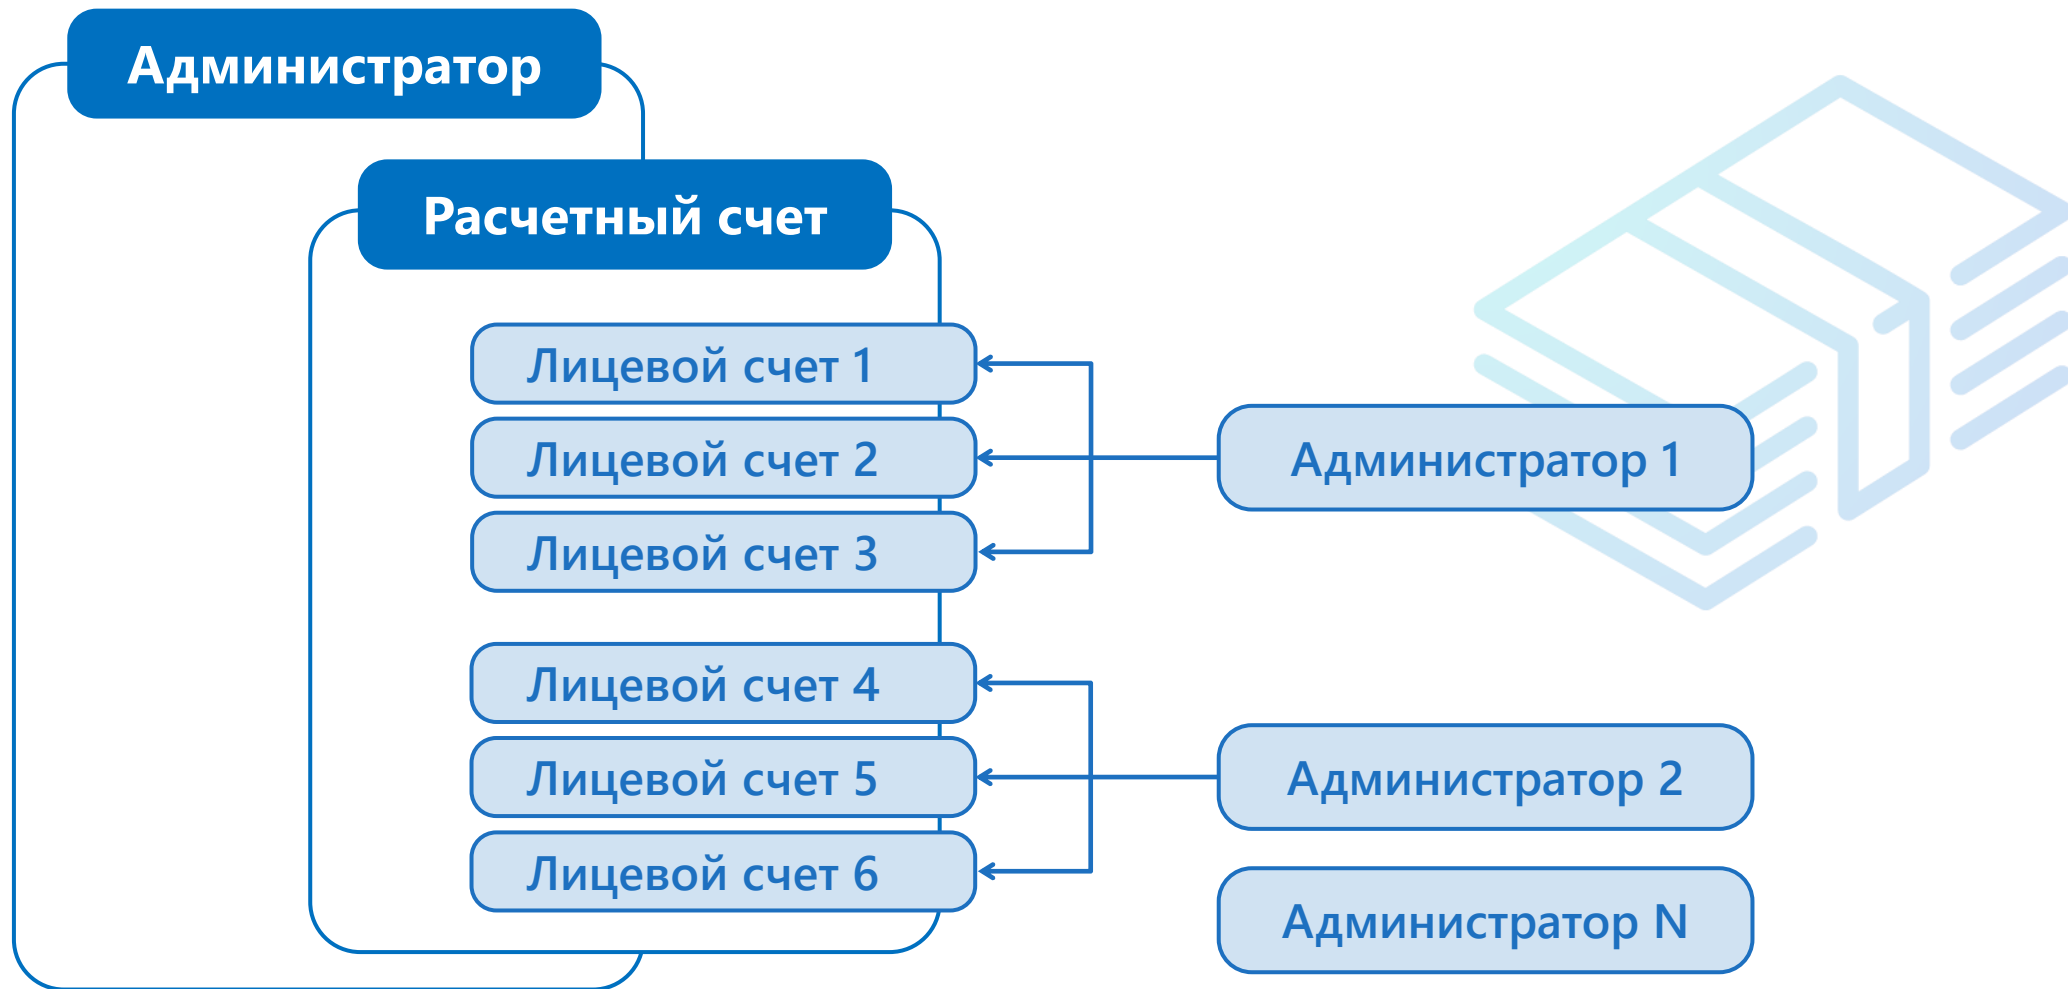 Администратор
Расчетный счет
Лицевой счет 1
Лицевой счет 2
Лицевой счет 3
Лицевой счет 4
Лицевой счет 5
Лицевой счет 6
Администратор 1
Администратор 2
Администратор N